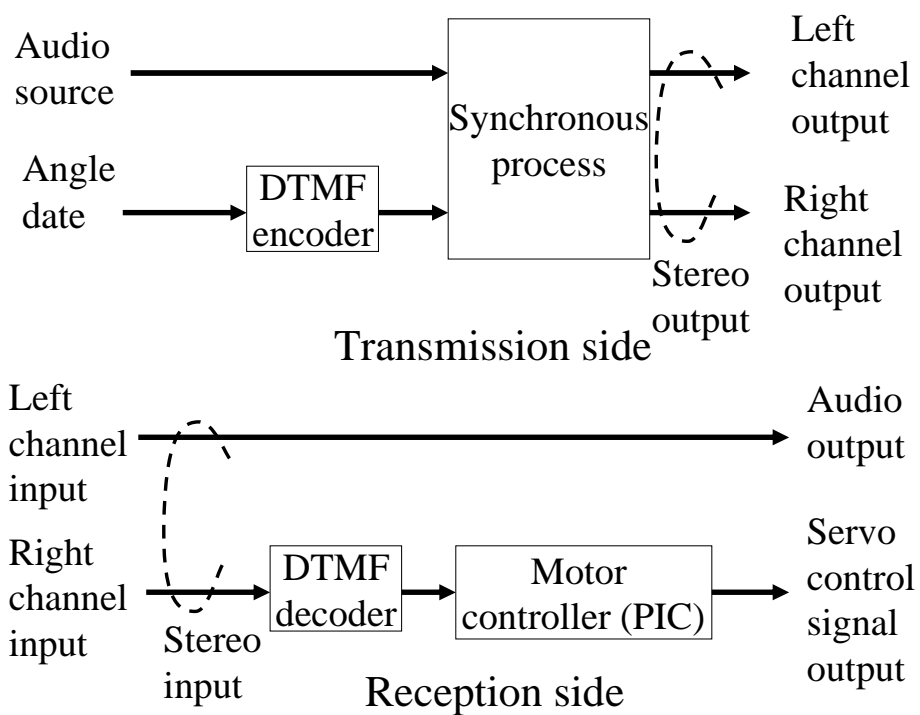 Audio
source
Synchronous
process
Left
channel
output
Angle
date
DTMF
encoder
Right
channel
output
Stereo
output
Transmission side
Left
channel
input
Audio
output
Right
channel
input
Stereo
input
DTMF
decoder
Motor
controller (PIC)
Servo
control
signal
output
Reception side